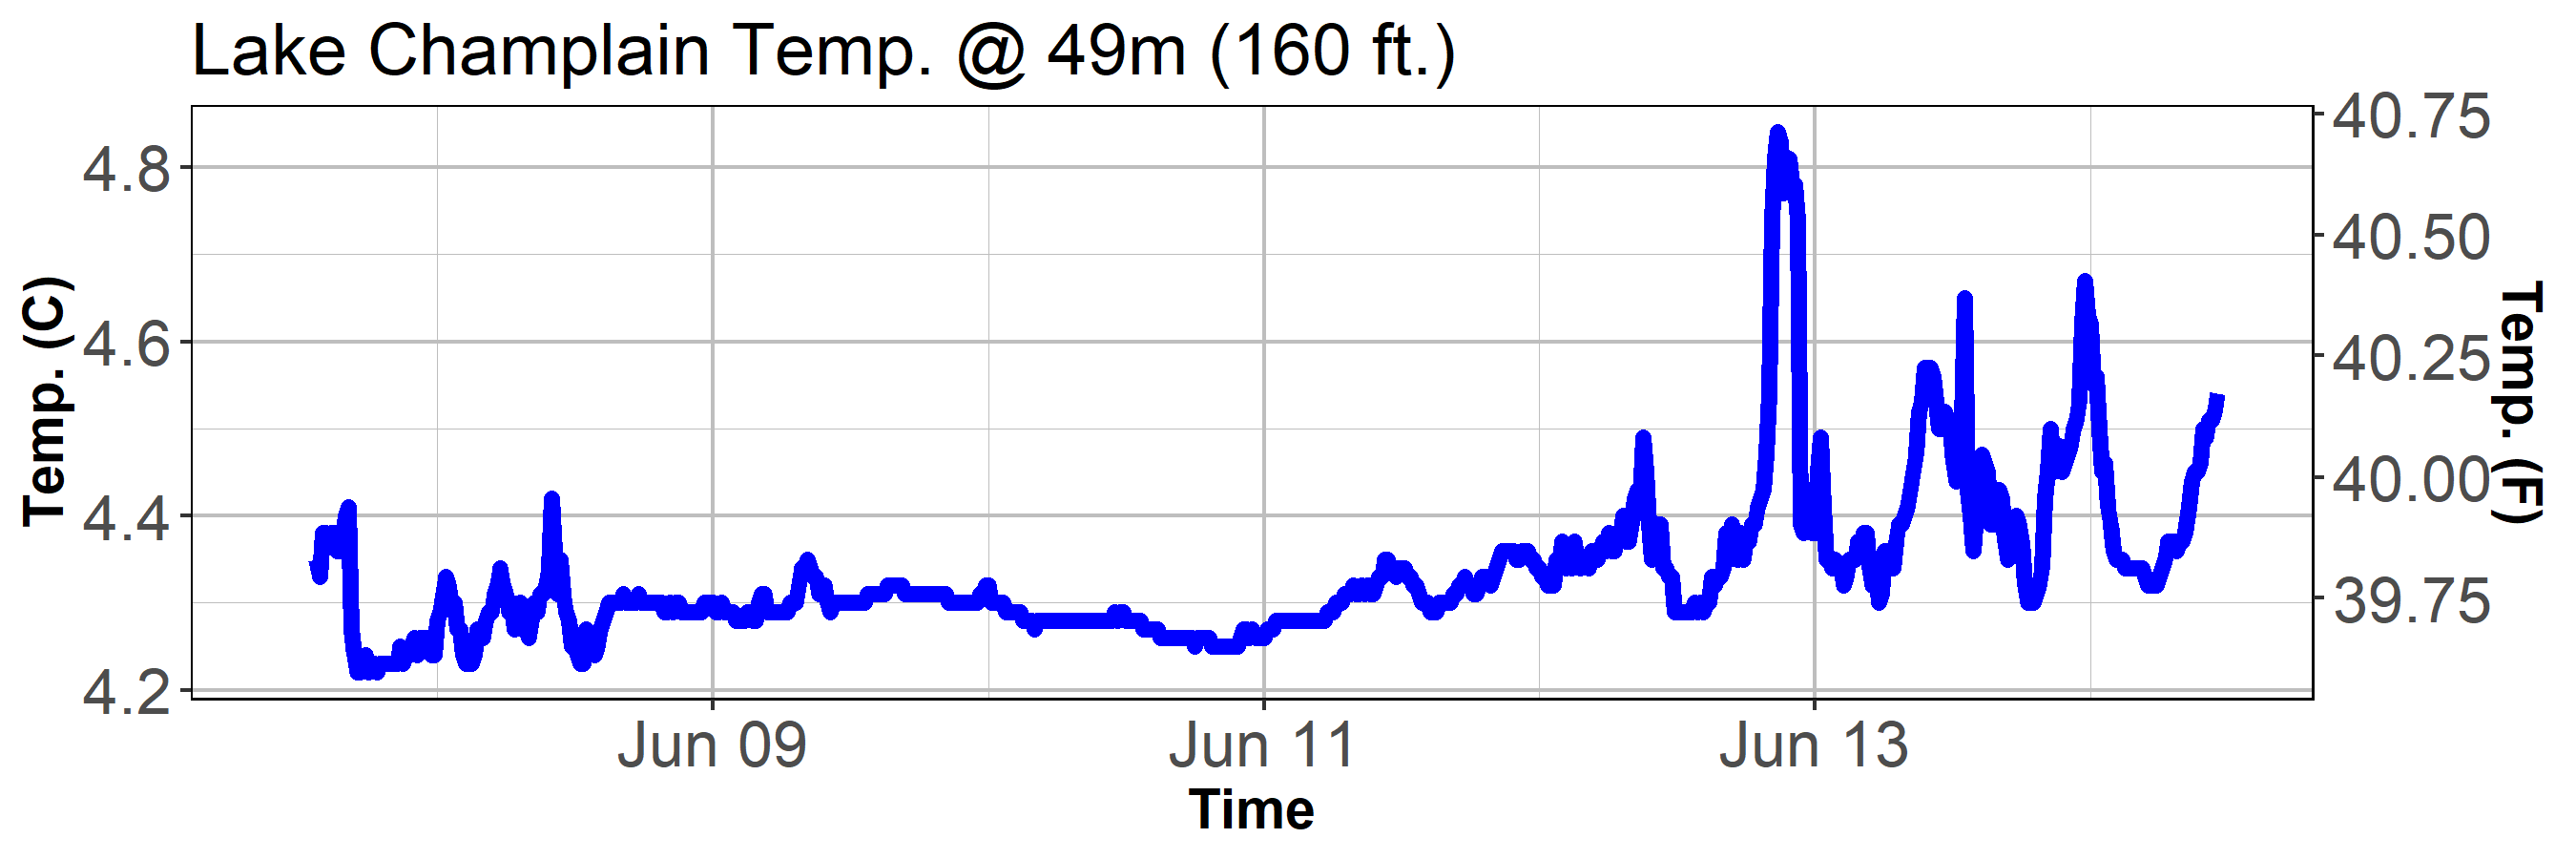 Lake Champlain Temp. @ 49m (160 ft.)
Temp. (C)
4.8
4.6
4.4
4.2
40.75
40.50
40.25
40.00
39.75
Temp. (F)
Jun 09
Jun 11
Jun 13
Time